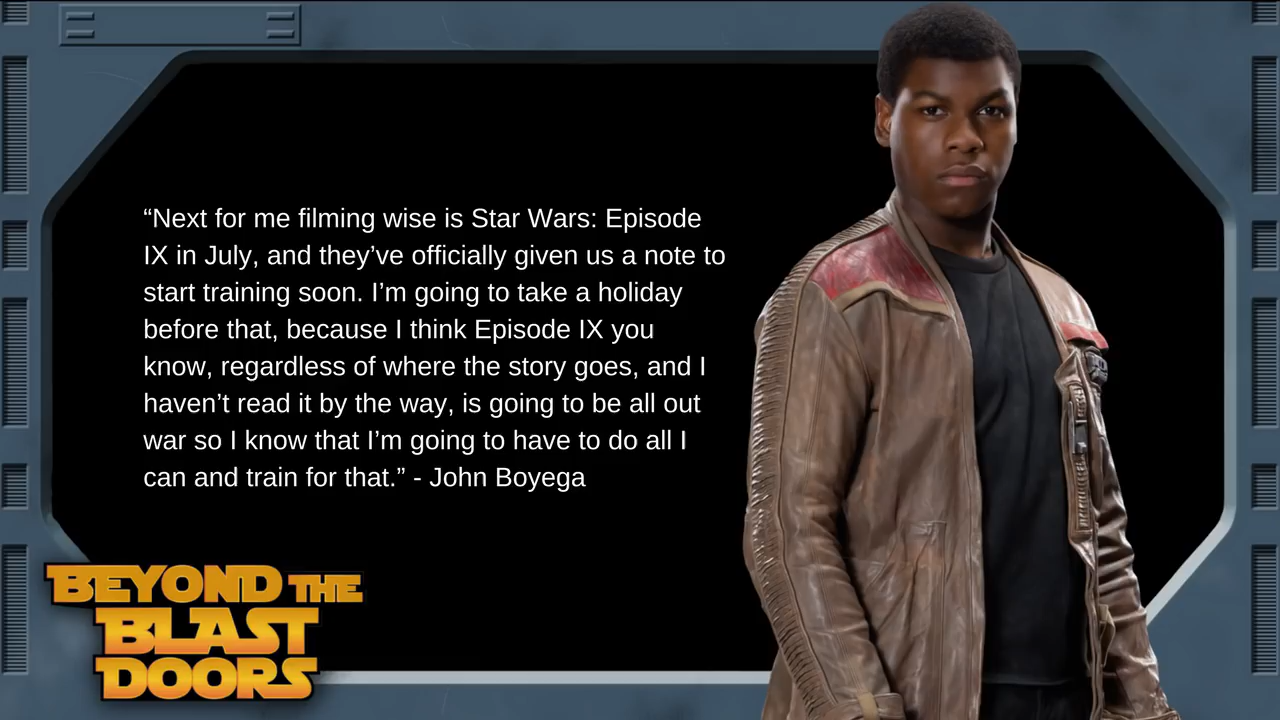 “Next for me filming wise is Star Wars: Episode
IX in July, and they’ve officially given us a note to
start training soon. I’m going to take a holiday
before that, because I think Episode IX you
know, regardless of where the story goes, and I
haven’t read it by the way, is going to be all out
war so I know that I’m going to have to do all I
can and train for that.” - John Boyega
BEYOND THE
BLAST
DOORS